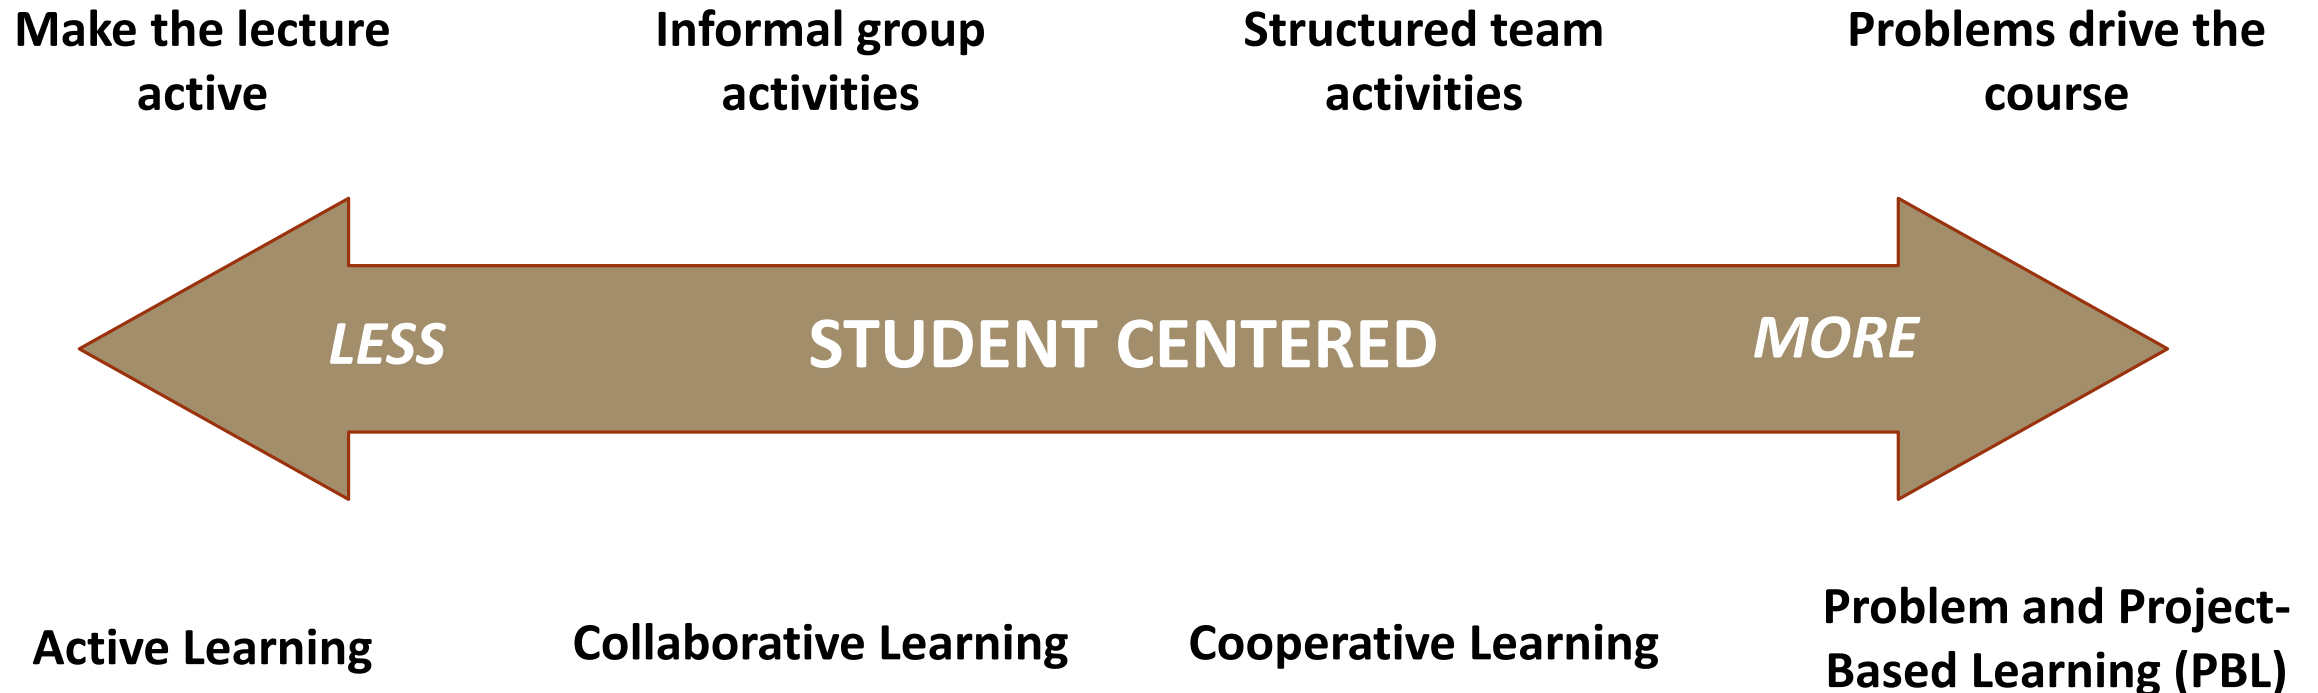 Make the lecture
active
Informal group
activities
Structured team
activities
Problems drive the
course
LESS
STUDENT CENTERED
MORE
Active Learning
Collaborative Learning
Cooperative Learning
Problem and Project-
Based Learning (PBL)